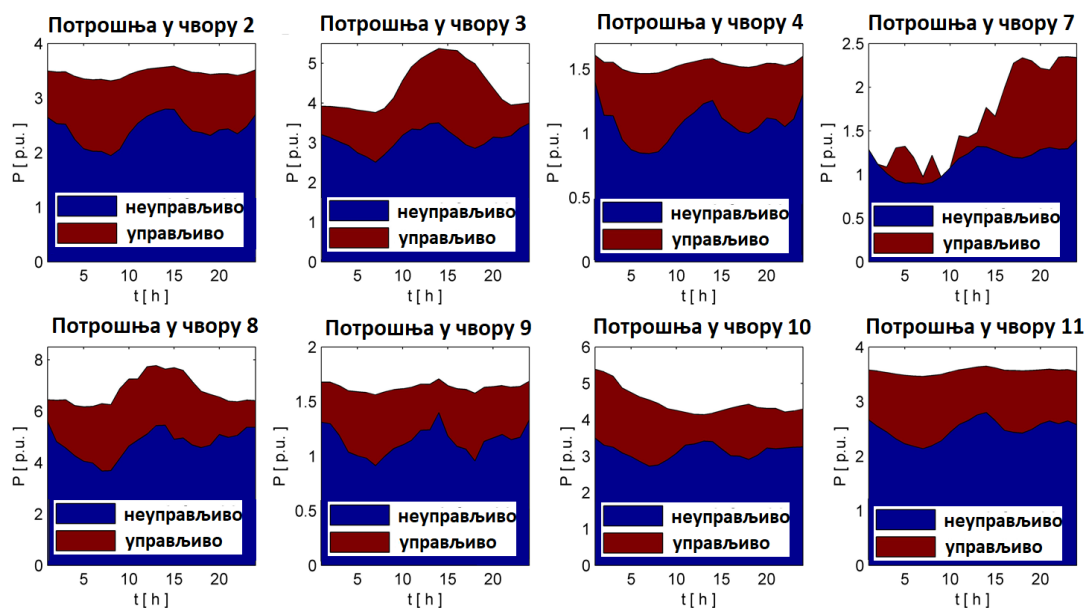 Потрошња у чвору 2
P [ p.u. ]
4
3
2
1
0
неуправљиво
управљиво
5 10 15 20
t [ h ]
Потрошња у чвору 3
P [ p.u. ]
5
4
3
2
1
0
неуправљиво
управљиво
5 10 15 20
t [ h ]
Потрошња у чвору 4
P [ p.u. ]
1.5
1
0.5
0
неуправљиво
управљиво
5 10 15 20
t [ h ]
Потрошња у чвору 7
P [ p.u. ]
2.5
2
1.5
1
0.5
0
неуправљиво
управљиво
5 10 15 20
t [ h ]
Потрошња у чвору 8
P [ p.u. ]
8
6
4
2
0
неуправљиво
управљиво
5 10 15 20
t [ h ]
Потрошња у чвору 9
P [ p.u. ]
2
1.5
1
0.5
0
неуправљиво
управљиво
5 10 15 20
t [ h ]
Потрошња у чвору 10
P [ p.u. ]
6
5
4
3
2
1
0
неуправљиво
управљиво
5 10 15 20
t [ h ]
Потрошња у чвору 11
P [ p.u. ]
4
3
2
1
0
неуправљиво
управљиво
5 10 15 20
t [ h ]